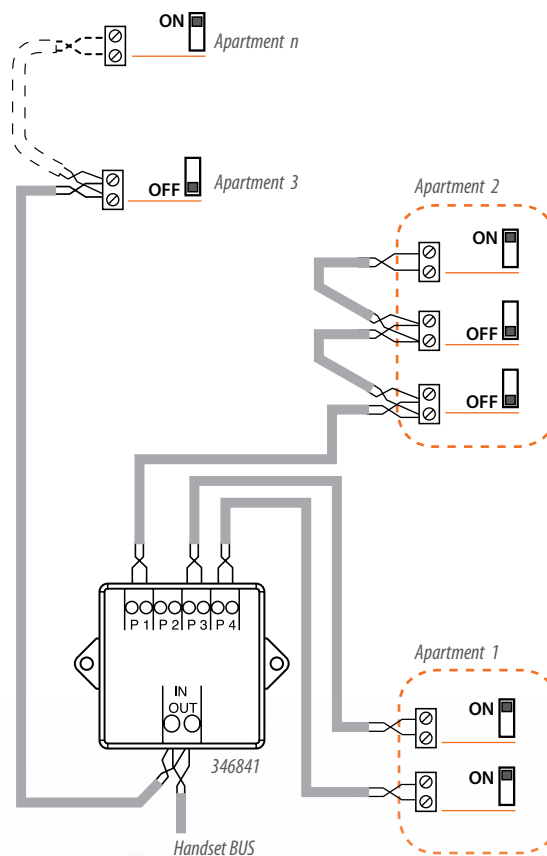 ON
Apartment n
OFF
Apartment 3
Apartment 2
ON
OFF
OFF
P 1 P 2 P 3 P 4
IN
OUT
346841
Handset BUS
Apartment 1
ON
ON